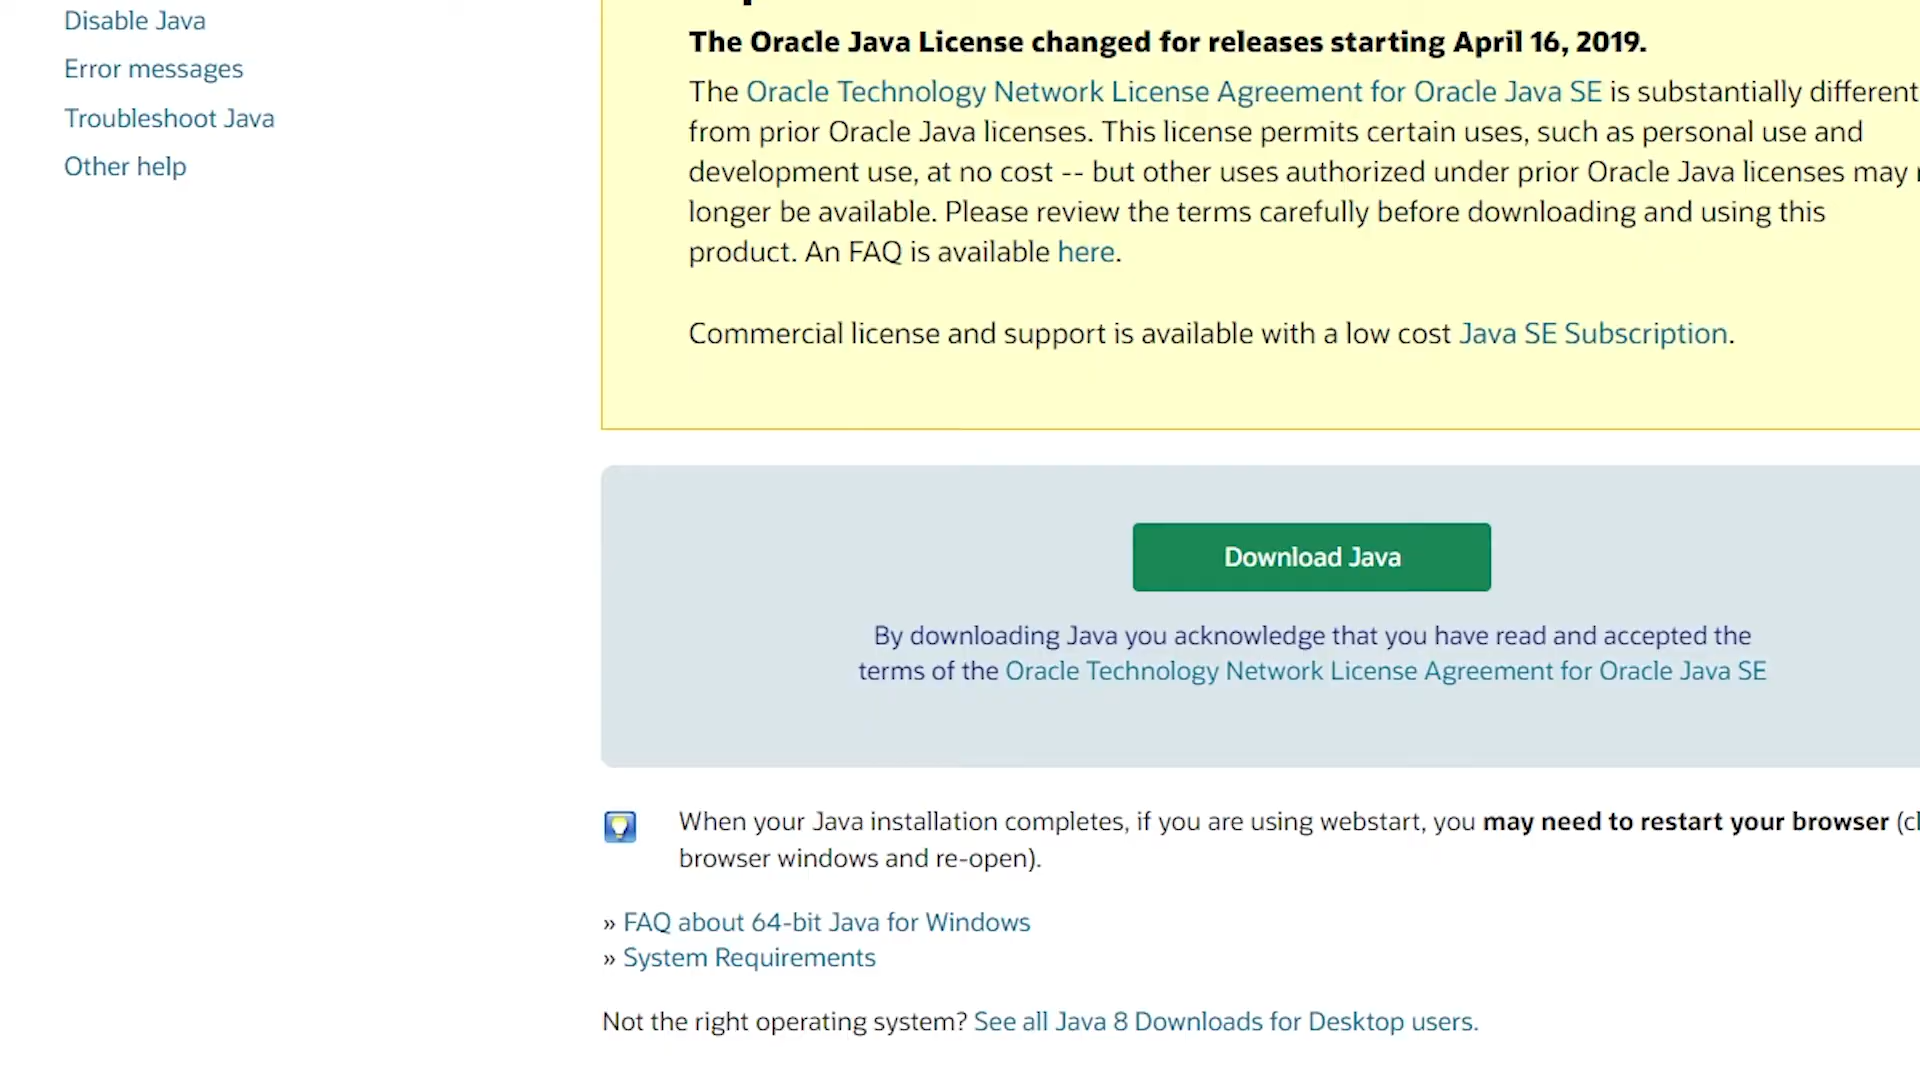 Disable Java
Error messages
Troubleshoot Java
Other help
The Oracle Java License changed for releases starting April 16, 2019.
The Oracle Technology Network License Agreement for Oracle Java SE is substantially different
from prior Oracle Java licenses. This license permits certain uses, such as personal use and
development use, at no cost -- but other uses authorized under prior Oracle Java licenses may
longer be available. Please review the terms carefully before downloading and using this
product. An FAQ is available here.
Commercial license and support is available with a low cost Java SE Subscription.
Download Java
By downloading Java you acknowledge that you have read and accepted the
terms of the Oracle Technology Network License Agreement for Oracle Java SE
When your Java installation completes, if you are using webstart, you may need to restart your browser
browser windows and re-open).
» FAQ about 64-bit Java for Windows
» System Requirements
Not the right operating system? See all Java 8 Downloads for Desktop users.